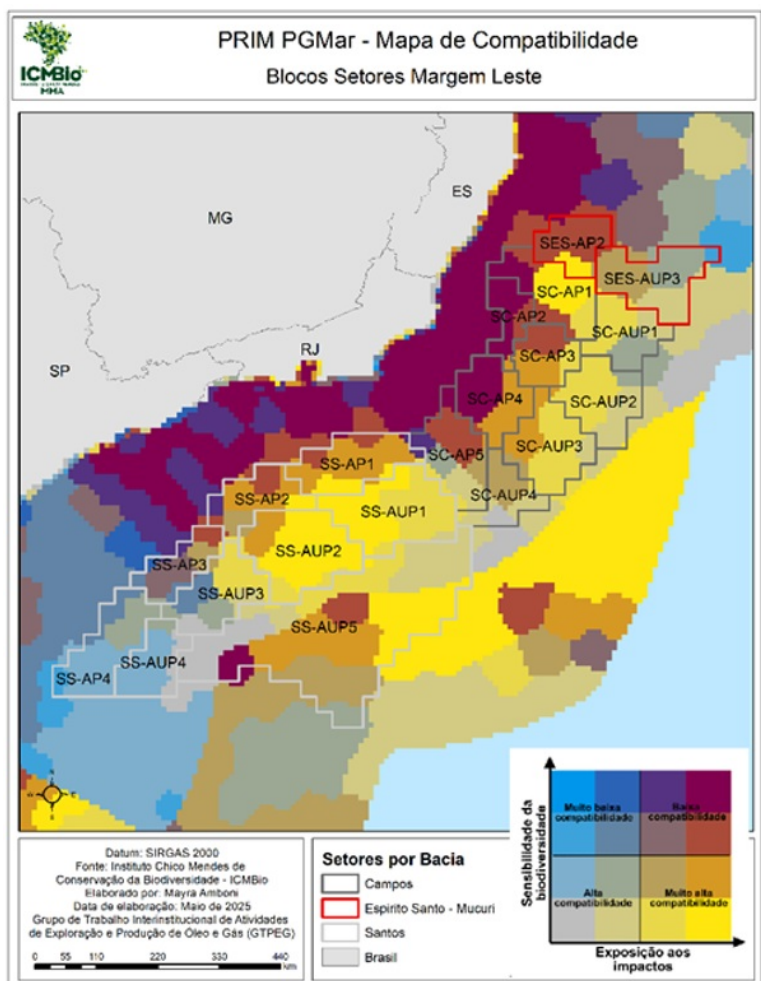 ICMBio
MMA
PRIM PGMar - Mapa de Compatibilidade
Blocos Setores Margem Leste
MG
ES
SES-AP2
SES-AUP3
SC-AP1
SC-AP2
SC-AUP1
RJ
SC-AP3
SP
SC-AP4
SC-AUP2
SC-AUP3
SC-AP5
SS-AP1
SS-AP2
SC-AUP4
SS-AUP1
SS-AUP2
SS-AP3
SS-AUP3
SS-AUP5
SS-AUP4
SS-AP4
N
W
E
S
Datum: SIRGAS 2000
Fonte: Instituto Chico Mendes de
Conservação da Biodiversidade - ICMBio
Elaborado por: Mayra Amboni
Data de elaboração: Maio de 2025
Grupo de Trabalho Interinstitucional de Atividades
de Exploração e Produção de Óleo e Gás (GTPEG)
0 55 110 220 330 440
km
Setores por Bacia
Campos
Espirito Santo - Mucuri
Santos
Brasil
Sensibilidade da
biodiversidade
Muito baixa
compatibilidade
Baixa
compatibilidade
Alta
compatibilidade
Muito alta
compatibilidade
Exposição aos
impactos